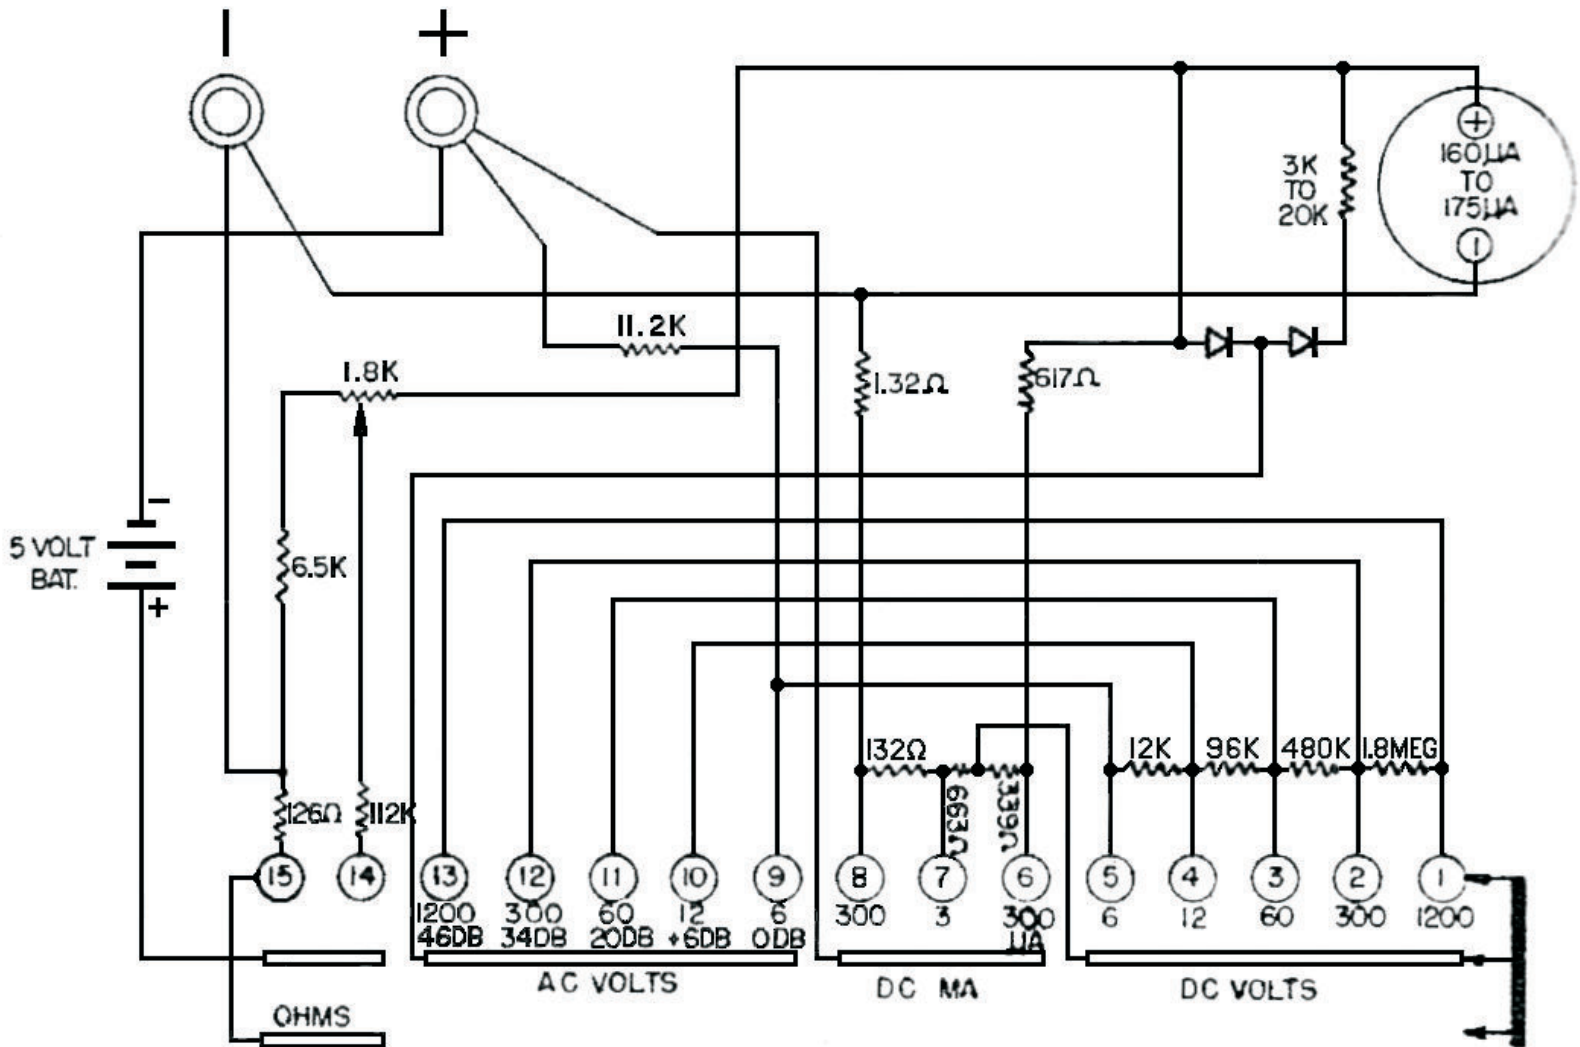 − +
+
160µA
TO
175µA
−
3K
TO
20K
11.2K
1.8K
1.32Ω
617Ω
−
5 VOLT
BAT.
+
6.5K
132Ω
12K 96K 480K 1.8MEG
663Ω
339Ω
126Ω
112K
15 14 13 12 11 10 9 8 7 6 5 4 3 2 1
1200 300 60 12 6 300 3 300 6 12 60 300 1200
46DB 34DB 20DB +6DB 0DB
µA
AC VOLTS
DC MA
DC VOLTS
OHMS